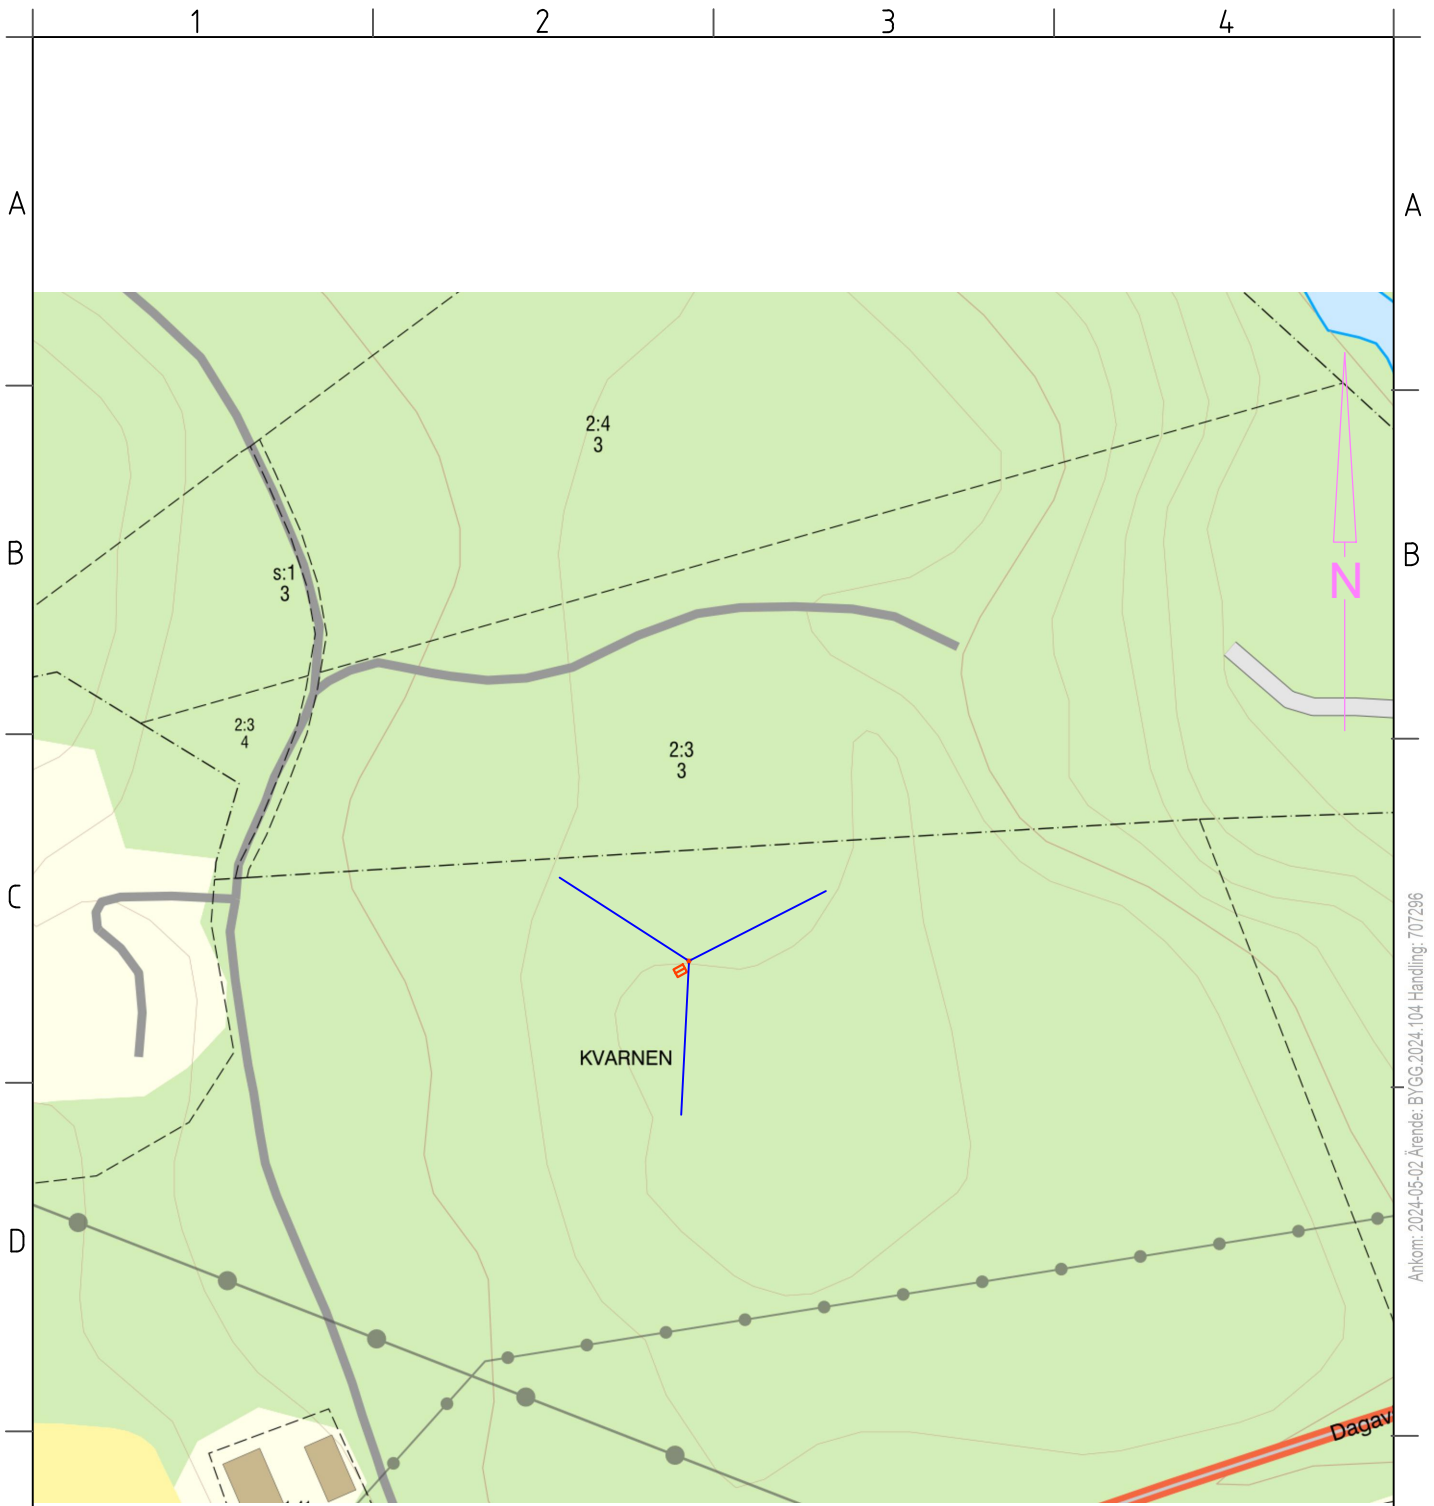 1 2 3 4
A A
2:4
3
B B
s:1
3
N
2:3
4
2:3
3
C
KVARNEN
D
Dagav
Ankom: 2024-05-02 Ärende: BYGG.2024.104 Handling: 707296